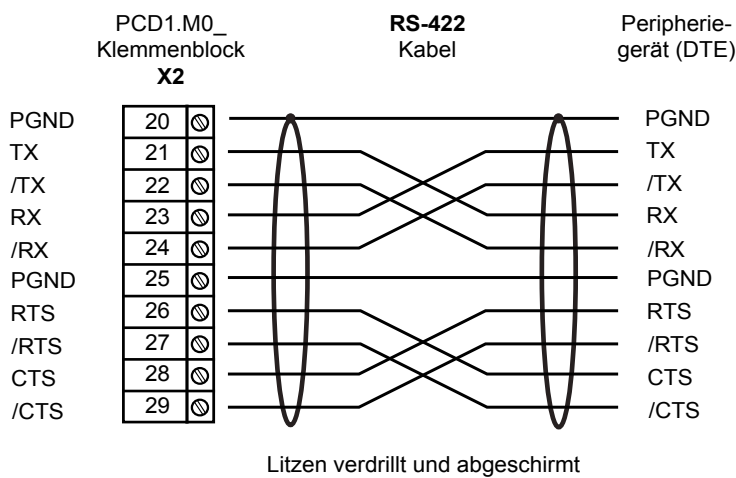 PCD1.M0_
Klemmenblock
X2
RS-422
Kabel
Peripherie-
gerät (DTE)
PGND 20 PGND
TX 21 TX
/TX 22 /TX
RX 23 RX
/RX 24 /RX
PGND 25 PGND
RTS 26 RTS
/RTS 27 /RTS
CTS 28 CTS
/CTS 29 /CTS
Litzen verdrillt und abgeschirmt